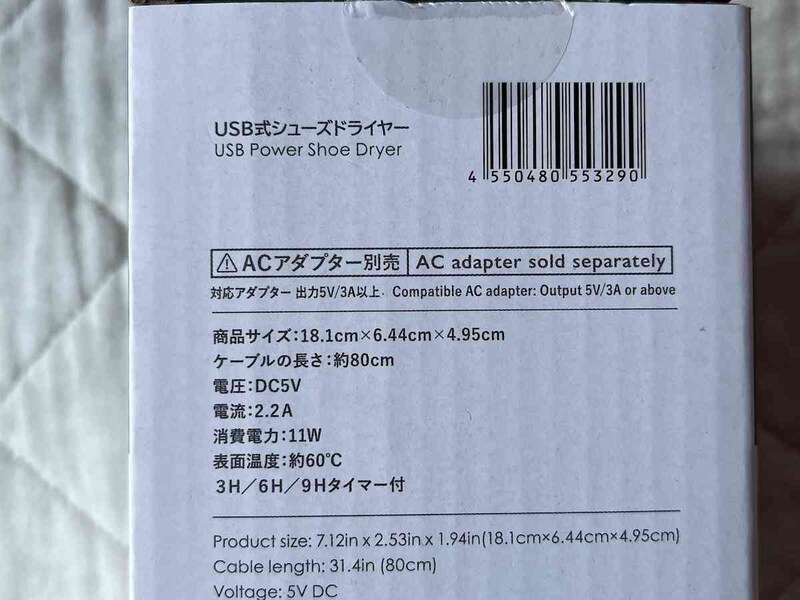 USB式シューズドライヤー
USB Power Shoe Dryer
4 550480 553290
ACアダプター別売 AC adapter sold separately
対応アダプター 出力5V/3A以上. Compatible AC adapter: Output 5V/3A or above
商品サイズ:18.1cm×6.44cm×4.95cm
ケーブルの長さ:約80cm
電圧:DC5V
電流:2.2A
消費電力:11W
表面温度:約60℃
3H/6H/9Hタイマー付
Product size: 7.12in x 2.53in x 1.94in(18.1cm×6.44cm×4.95cm)
Cable length: 31.4in (80cm)
Voltage: 5V DC